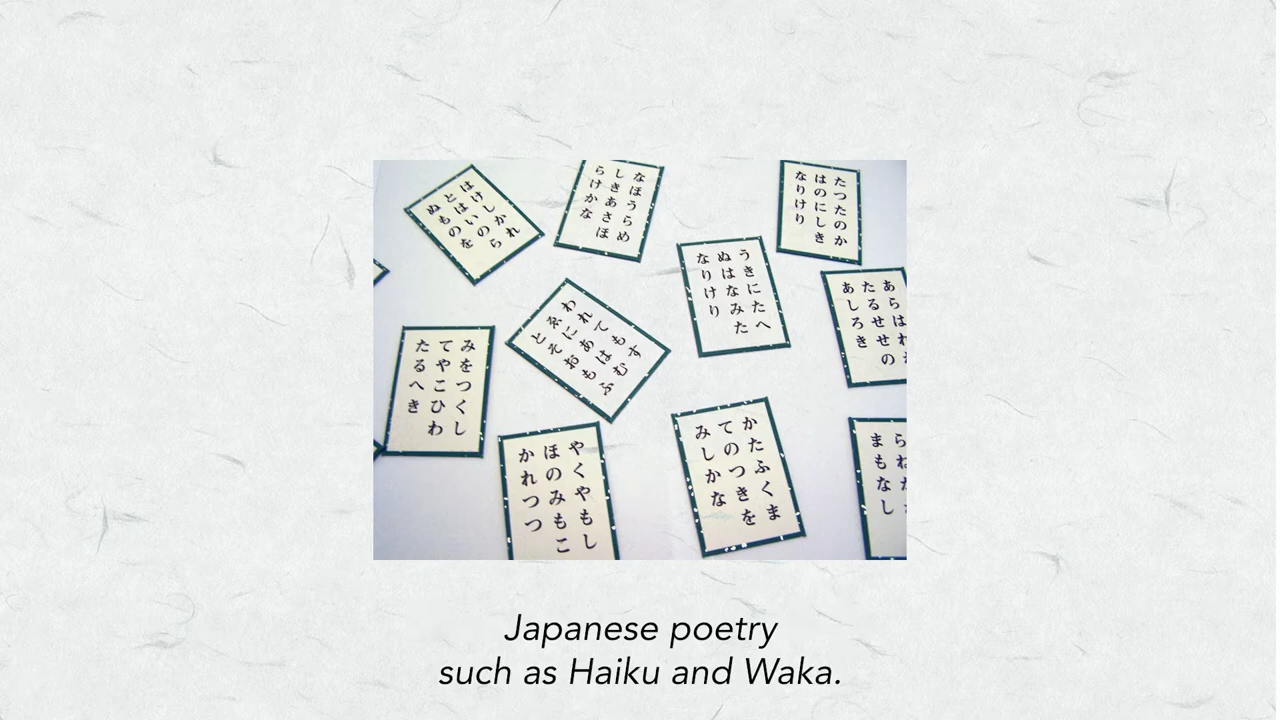 はけしかれ
とはいのら
ぬものを
なほうらめ
しきあさほ
らけかな
たつたのか
はのにしき
なりけり
うきにたへ
ぬはなみた
なりけり
あらはれ
たるせせの
あしろき
われてもす
ゑにあはむ
とそおもふ
みをつくし
てやこひわ
たるへき
やくやもし
ほのみもこ
かれつつ
かたふくま
てのつきを
みしかな
まもなし
Japanese poetry
such as Haiku and Waka.